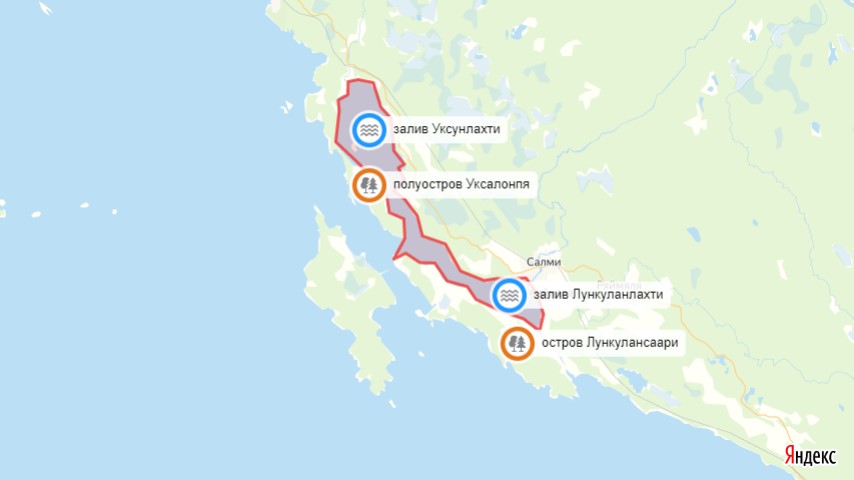 залив Уксунлахти
полуостров Уксалонпя
Салми
залив Лункуланлахти
остров Лункулансаари
Яндекс